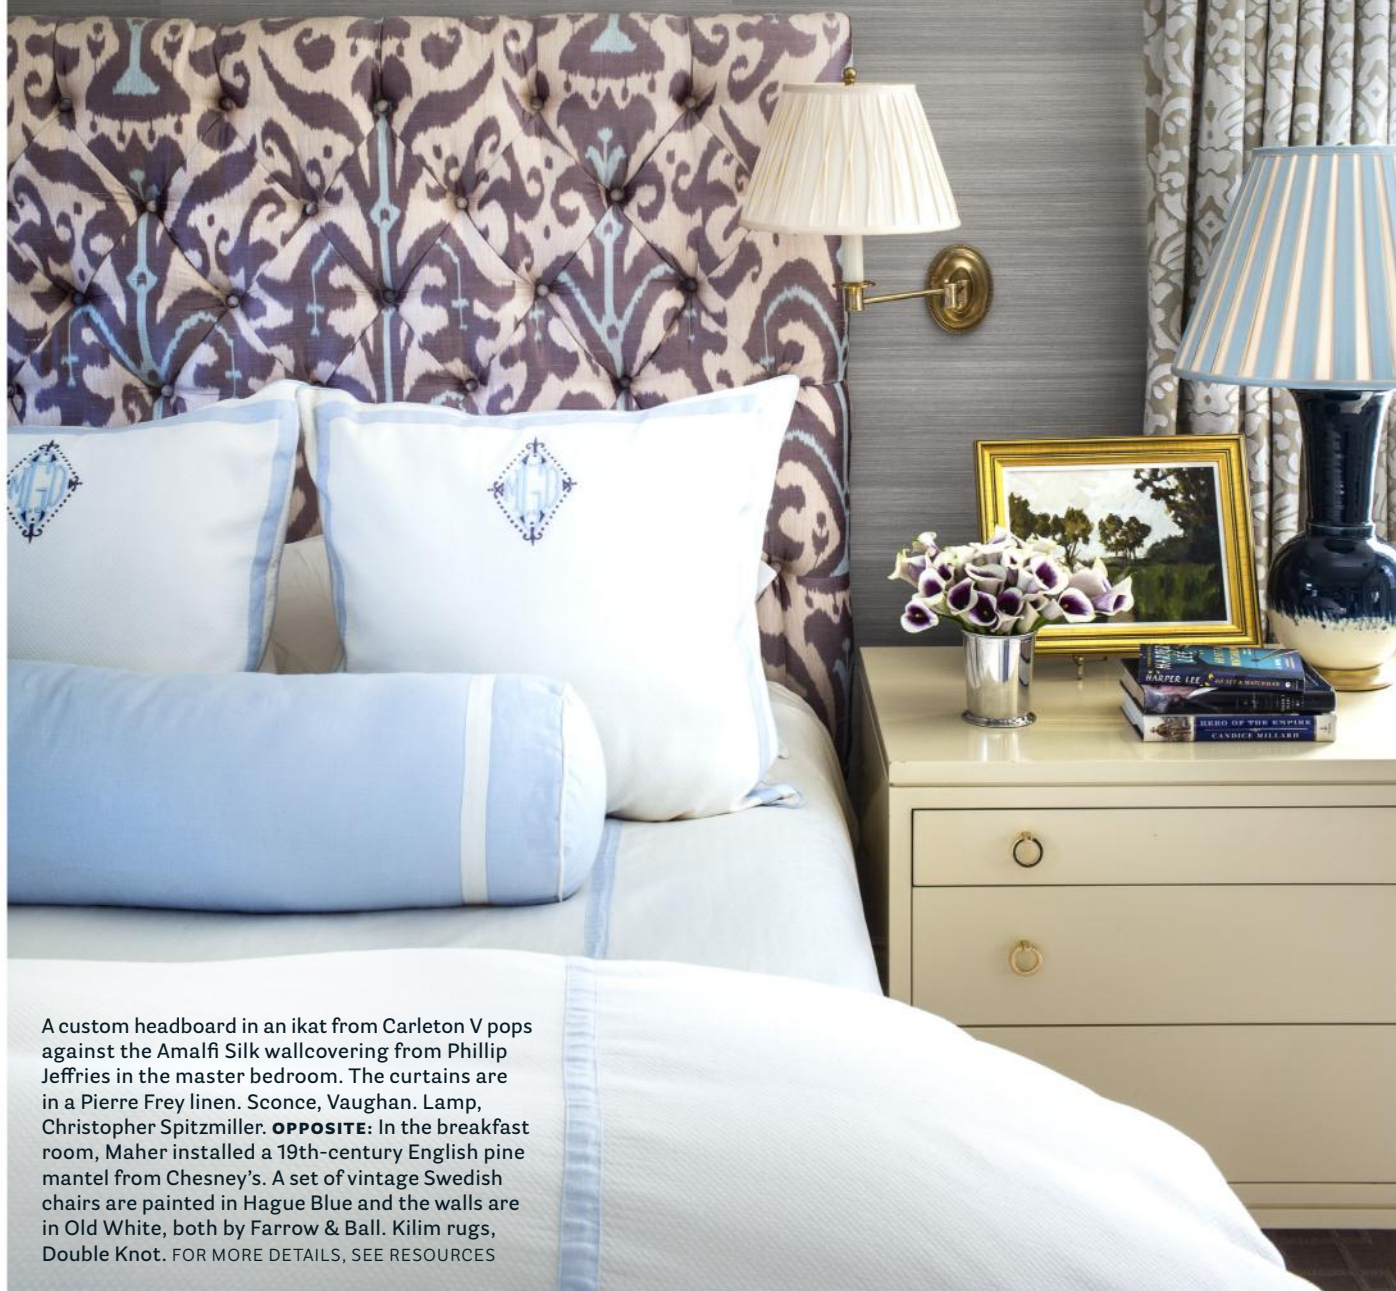 MGD
MGD
HARPER
LEE
HARPER LEE
GO SET A WATCHMAN
HERO OF THE EMPIRE
CANDICE MILLARD
A custom headboard in an ikat from Carleton V pops
against the Amalfi Silk wallcovering from Phillip
Jeffries in the master bedroom. The curtains are
in a Pierre Frey linen. Sconce, Vaughan. Lamp,
Christopher Spitzmiller. OPPOSITE: In the breakfast
room, Maher installed a 19th-century English pine
mantel from Chesney’s. A set of vintage Swedish
chairs are painted in Hague Blue and the walls are
in Old White, both by Farrow & Ball. Kilim rugs,
Double Knot. FOR MORE DETAILS, SEE RESOURCES